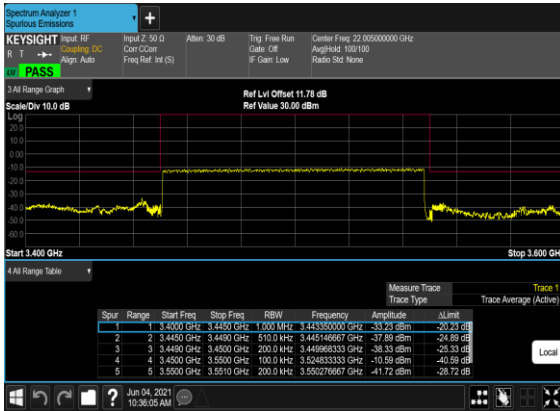 Spectrum Analyzer 1
Spurious Emissions
KEYSIGHT Input: RF
R T Coupling: DC
Align: Auto
Input Z: 50 Ω
Corr CCorr
Freq Ref: Int (S)
Atten: 30 dB
Trig: Free Run
Gate: Off
IF Gain: Low
Center Freq: 22.005000000 GHz
Avg|Hold: 100/100
Radio Std: None
LN PASS
3 All Range Graph
Ref Lvl Offset 11.78 dB
Scale/Div 10.0 dB
Ref Value 30.00 dBm
Log
20.0
10.0
0.00
-10.0
-20.0
-30.0
-40.0
-50.0
-60.0
Start 3.400 GHz
Stop 3.600 GH
4 All Range Table
Measure Trace Trace 1
Trace Type Trace Average (Active)
Spur Range Start Freq Stop Freq RBW Frequency Amplitude ΔLimit
1 1 3.4000 GHz 3.4450 GHz 1.000 MHz 3.443350000 GHz -33.23 dBm -20.23 dB
2 2 3.4450 GHz 3.4490 GHz 510.0 kHz 3.445146667 GHz -37.89 dBm -24.89 dB
3 3 3.4490 GHz 3.4500 GHz 200.0 kHz 3.449968333 GHz -38.33 dBm -25.33 dB
4 4 3.4500 GHz 3.5500 GHz 100.0 kHz 3.524833333 GHz -10.59 dBm -40.59 dB
5 5 3.5500 GHz 3.5510 GHz 200.0 kHz 3.550276667 GHz -41.72 dBm -28.72 dB
Local
Jun 04, 2021
10:36:05 AM